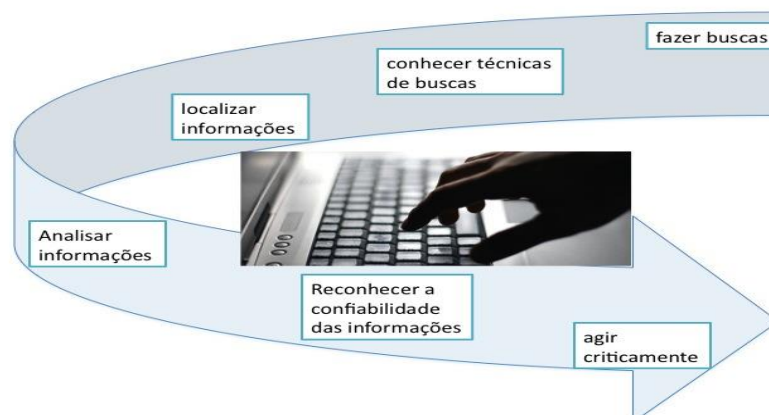 fazer buscas
conhecer técnicas
de buscas
localizar
informações
Analisar
informações
Reconhecer a
confiabilidade
das informações
agir
criticamente